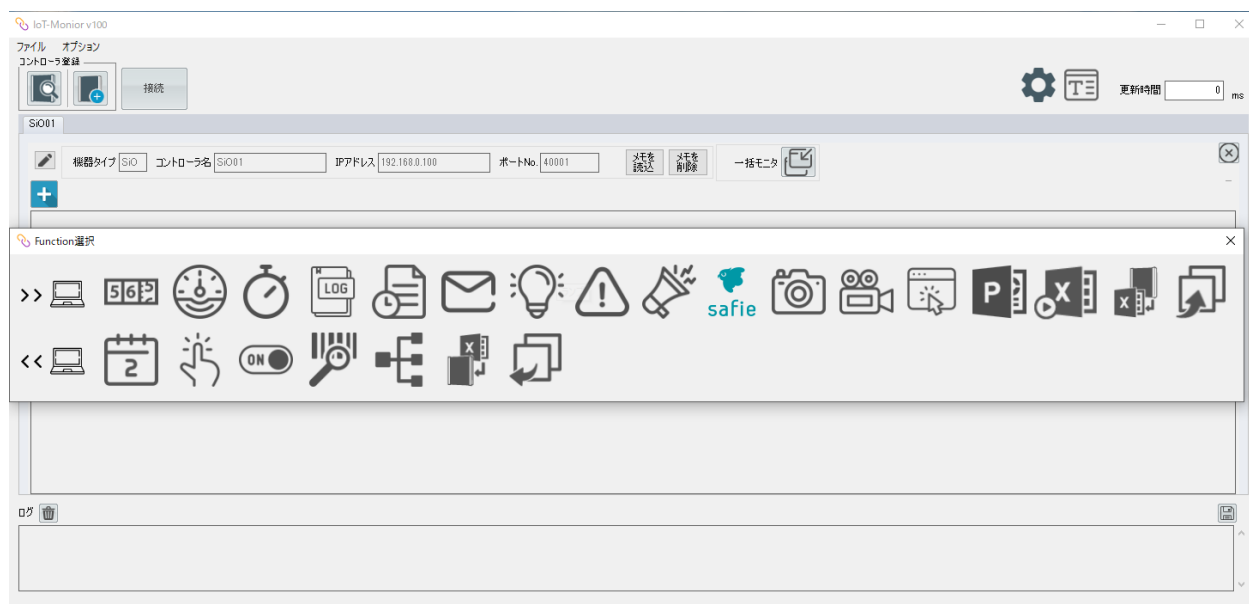 IoT-Monior v100
ファイル オプション
コントローラ登録
接続
更新時間 0 ms
SiO01
機器タイプ SiO コントローラ名 SiO01 IPアドレス 192.168.0.100 ポートNo. 40001 メモを読込 メモを削除 一括モニタ
Function選択
>> 565 LOG safie P X X
<< 2 ON X
ログ